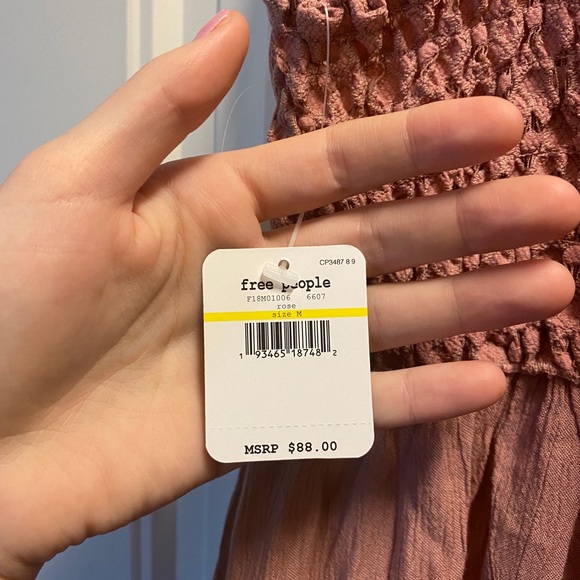 CP3487 8 9
free people
F18M01006 6607
rose
size M
1 93465 18748 2
MSRP $88.00